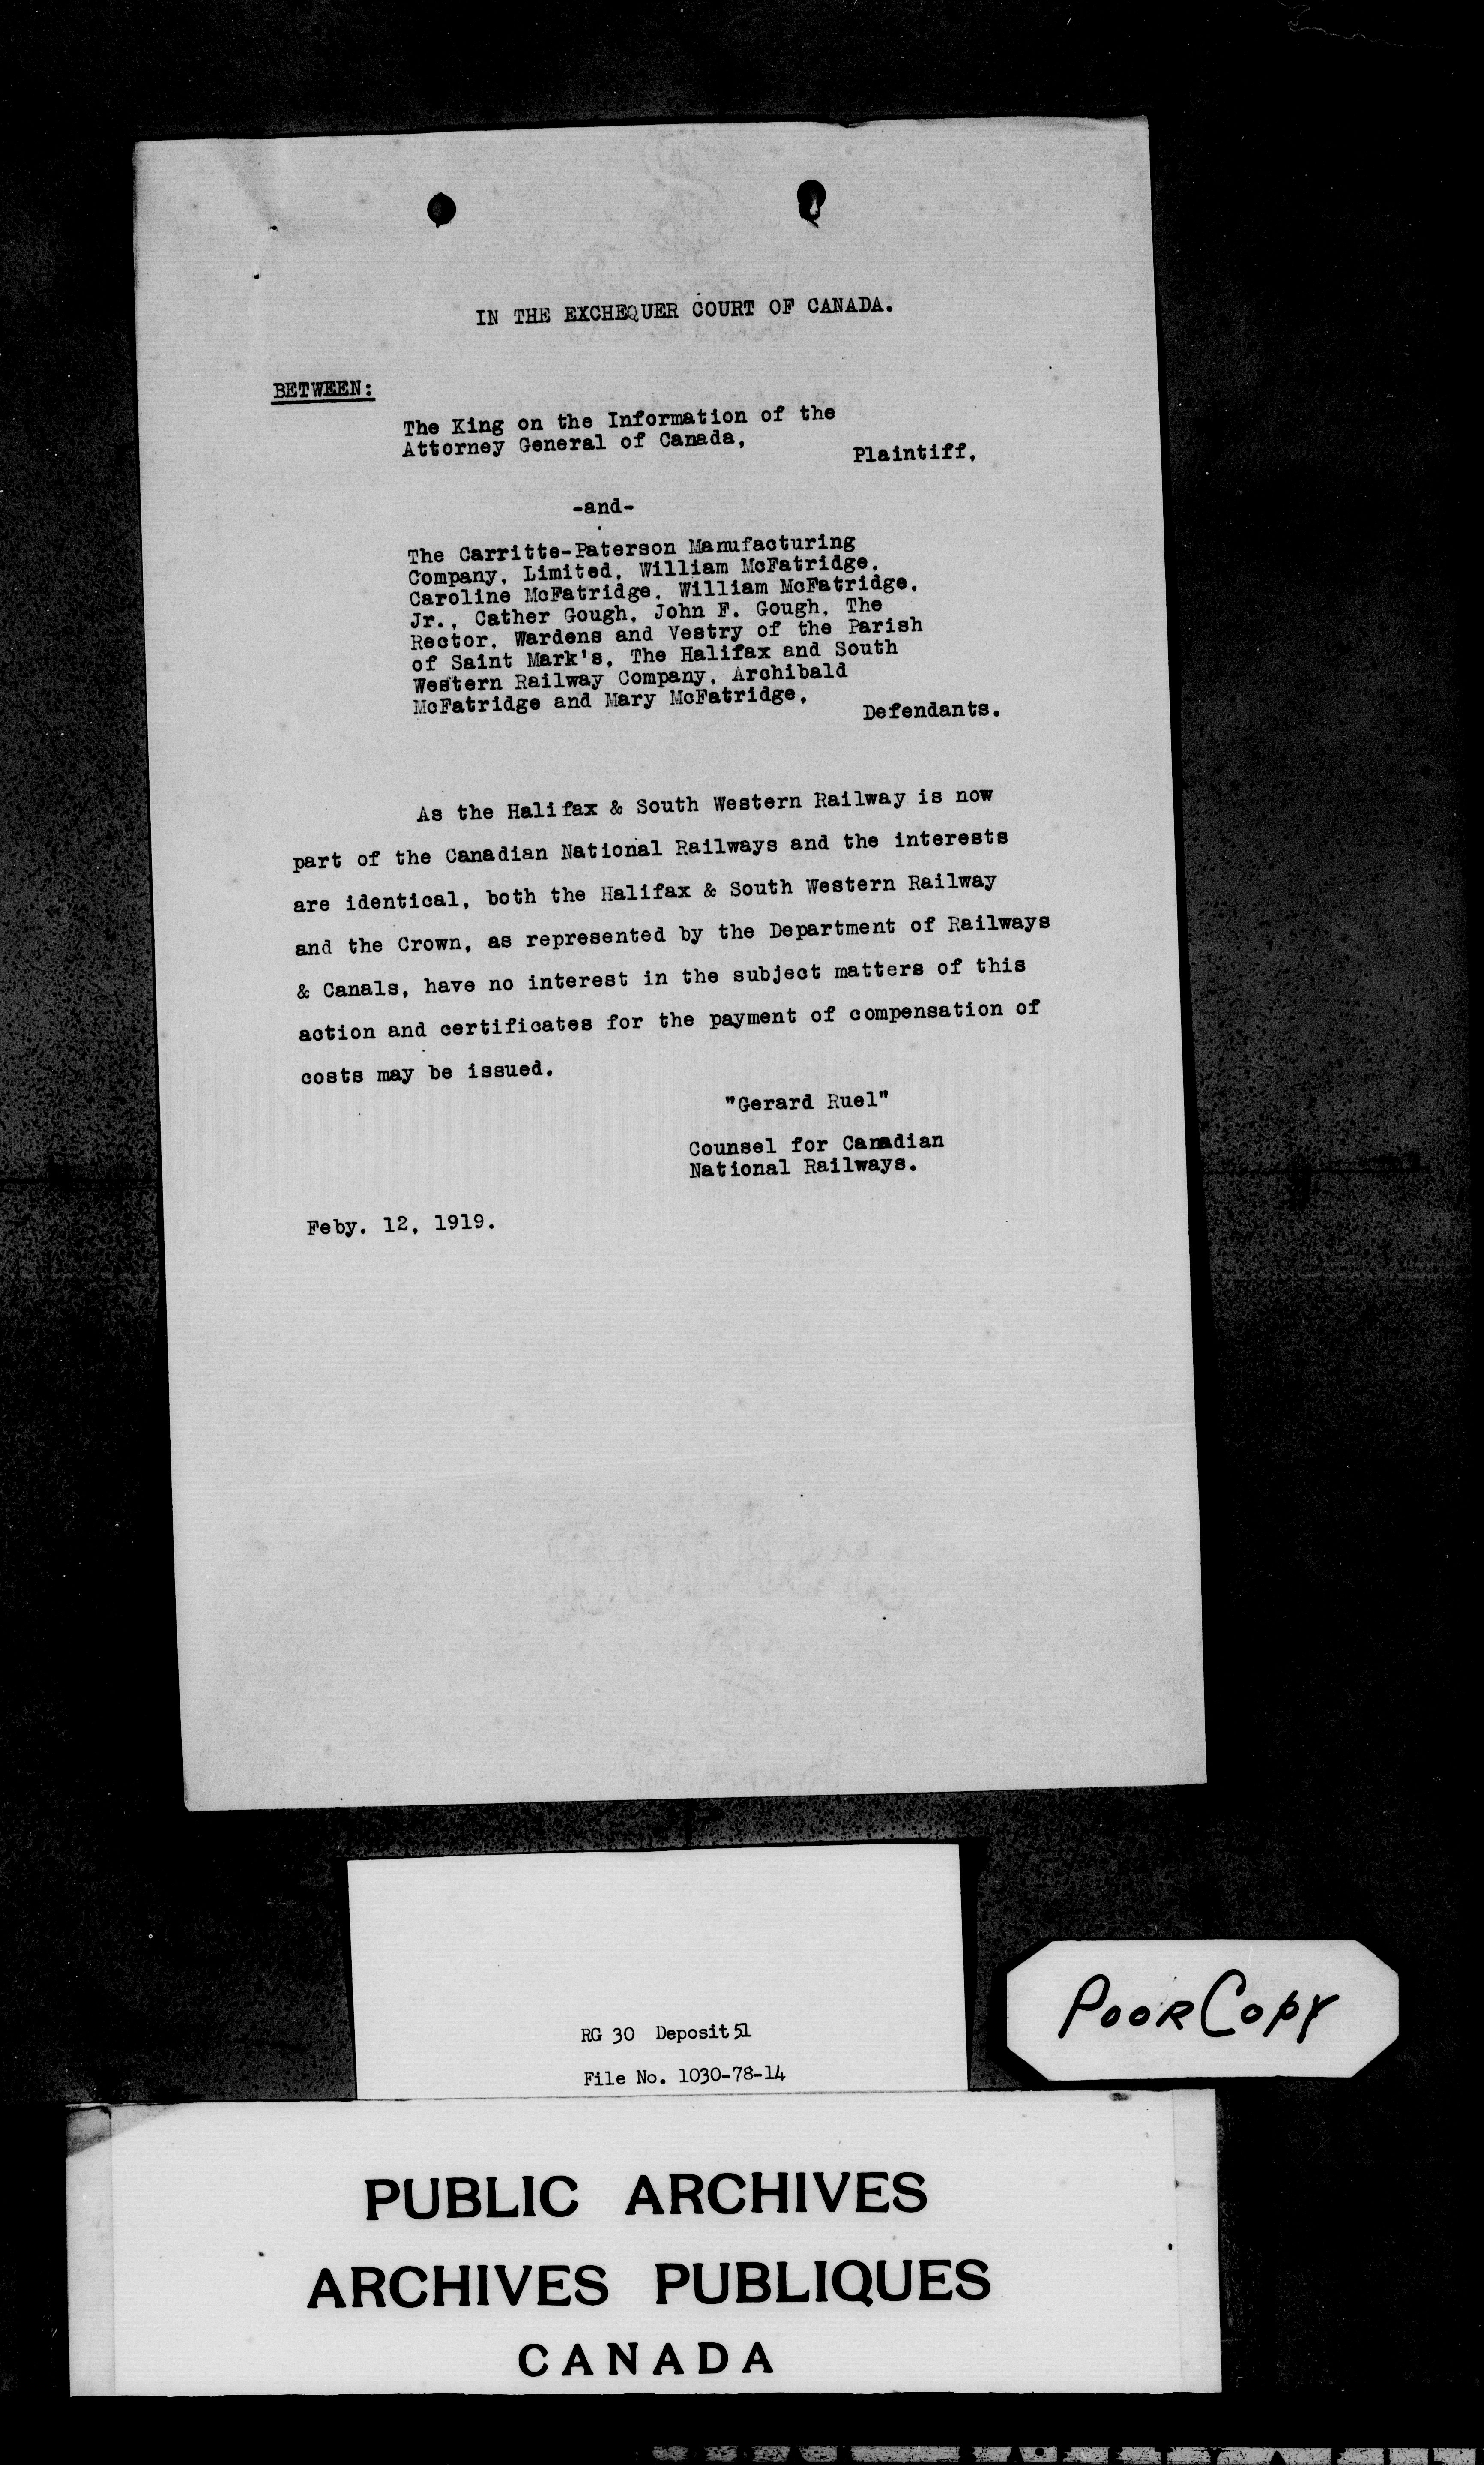 IN THE EXCHEQUER COURT OF CANADA.
BETWEEN:
The King on the Information of the
Attorney General of Canada,
Plaintiff,
-and-
The Carritte-Paterson Manufacturing
Company, Limited, William McFatridge,
Caroline McFatridge, William McFatridge,
Jr., Cather Gough, John F. Gough, The
Rector, Wardens and Vestry of the Parish
of Saint Mark's, The Halifax and South
Western Railway Company, Archibald
McFatridge and Mary McFatridge,
Defendants.
As the Halifax & South Western Railway is now
part of the Canadian National Railways and the interests
are identical, both the Halifax & South Western Railway
and the Crown, as represented by the Department of Railways
& Canals, have no interest in the subject matters of this
action and certificates for the payment of compensation of
costs may be issued.
"Gerard Ruel"
Counsel for Canadian
National Railways.
Feby. 12, 1919.
RG 30 Deposit 51
File No. 1030-78-14
POOR COPY
PUBLIC ARCHIVES
ARCHIVES PUBLIQUES
CANADA